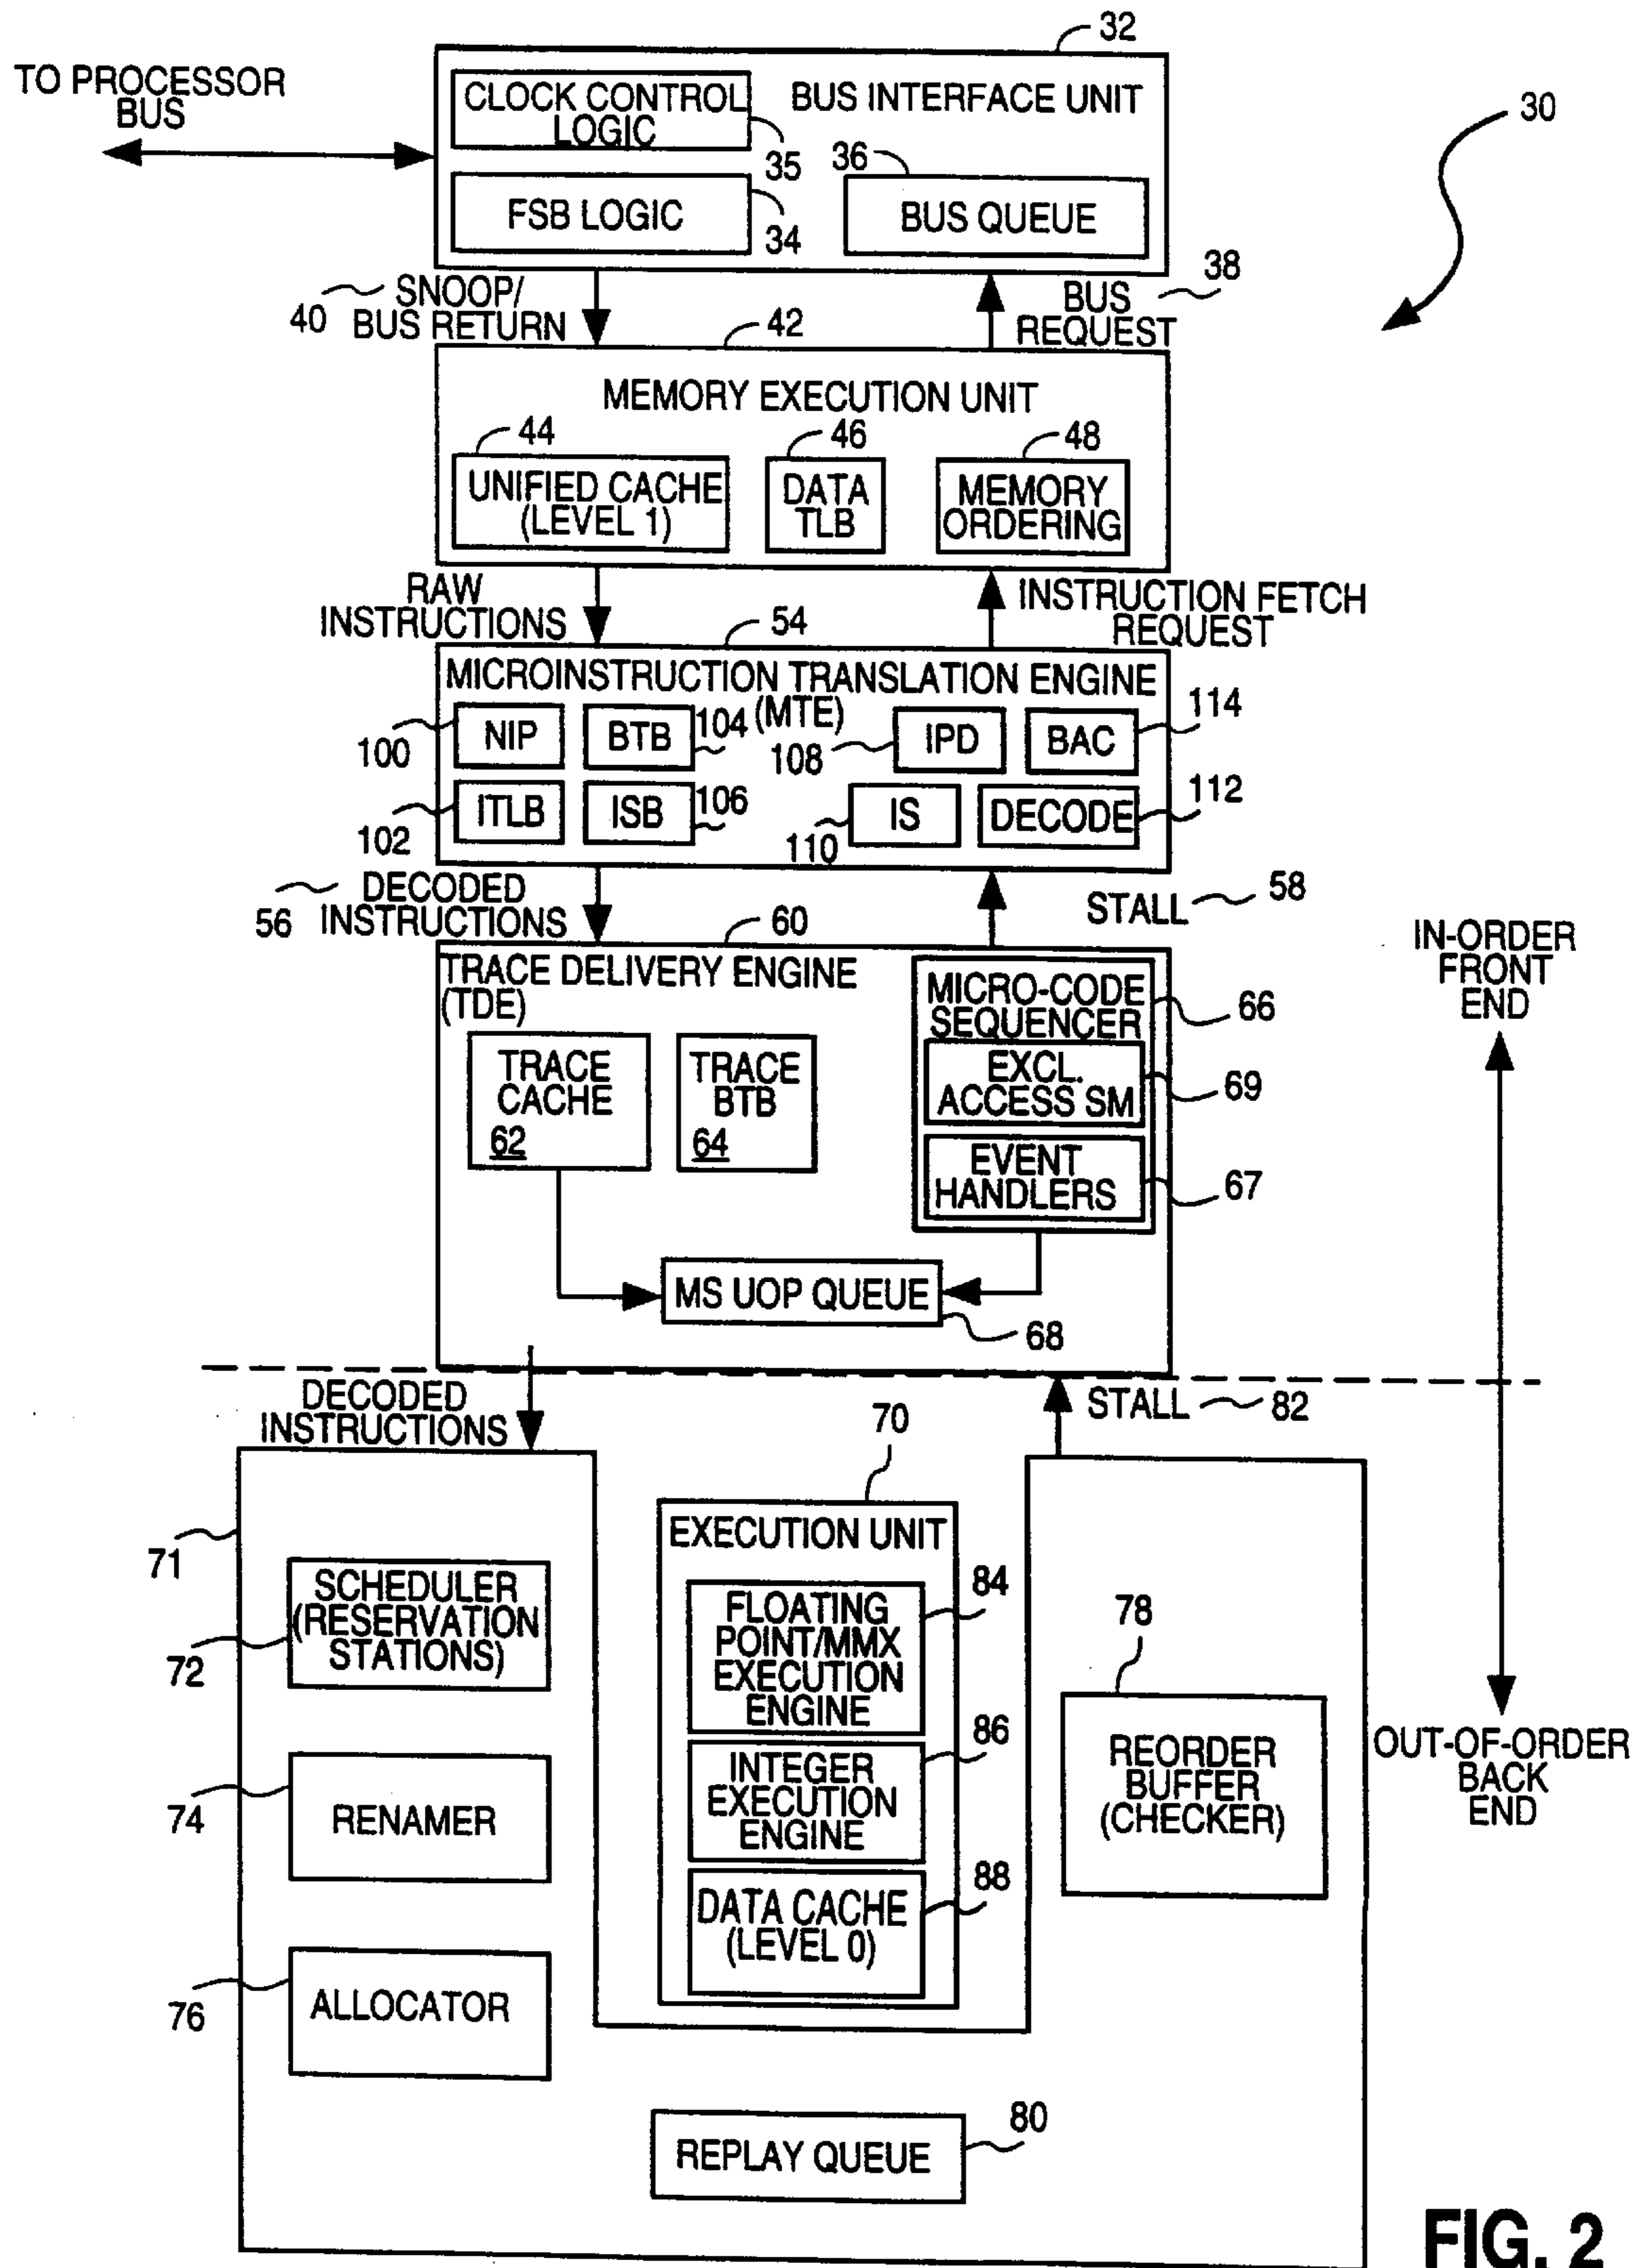 32
TO PROCESSOR
BUS
CLOCK CONTROL
LOGIC
35
BUS INTERFACE UNIT
30
FSB LOGIC
34
36
BUS QUEUE
40
SNOOP/
BUS RETURN
BUS
REQUEST
38
42
MEMORY EXECUTION UNIT
44
UNIFIED CACHE
(LEVEL 1)
46
DATA
TLB
48
MEMORY
ORDERING
RAW
INSTRUCTIONS
INSTRUCTION FETCH
REQUEST
54
MICROINSTRUCTION TRANSLATION ENGINE
(MTE)
100
NIP
BTB
104
108
IPD
BAC
114
102
ITLB
ISB
106
110
IS
DECODE
112
56
DECODED
INSTRUCTIONS
STALL
58
60
TRACE DELIVERY ENGINE
(TDE)
TRACE
CACHE
62
TRACE
BTB
64
MICRO-CODE
SEQUENCER
66
EXCL.
ACCESS SM
69
EVENT
HANDLERS
67
MS UOP QUEUE
68
IN-ORDER
FRONT
END
DECODED
INSTRUCTIONS
STALL
82
71
SCHEDULER
(RESERVATION
STATIONS)
72
RENAMER
74
ALLOCATOR
76
70
EXECUTION UNIT
FLOATING
POINT/MMX
EXECUTION
ENGINE
84
INTEGER
EXECUTION
ENGINE
86
DATA CACHE
(LEVEL 0)
88
78
REORDER
BUFFER
(CHECKER)
OUT-OF-ORDER
BACK
END
REPLAY QUEUE
80
FIG. 2